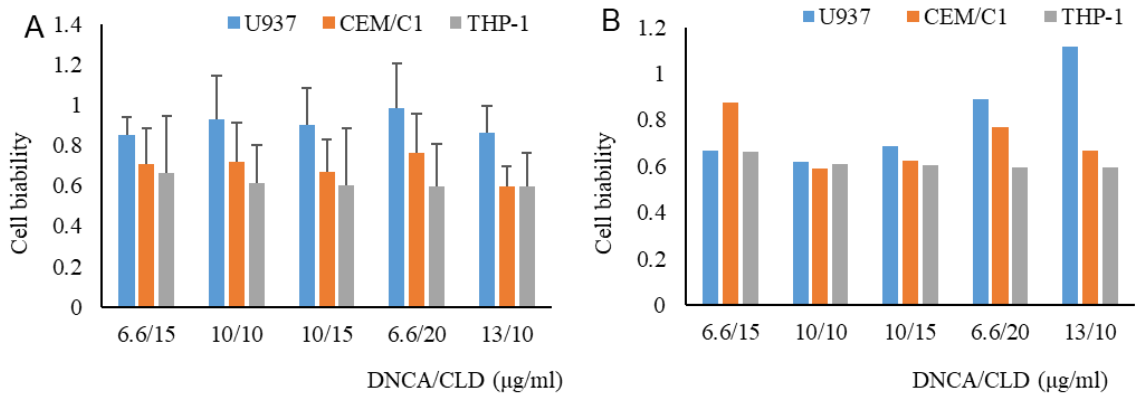 A
U937 CEM/C1 THP-1
1.4
1.2
1
0.8
0.6
0.4
0.2
0
Cell biability
6.6/15 10/10 10/15 6.6/20 13/10
DNCA/CLD (μg/ml)
B
U937 CEM/C1 THP-1
1.2
1
0.8
0.6
0.4
0.2
0
Cell biability
6.6/15 10/10 10/15 6.6/20 13/10
DNCA/CLD (μg/ml)